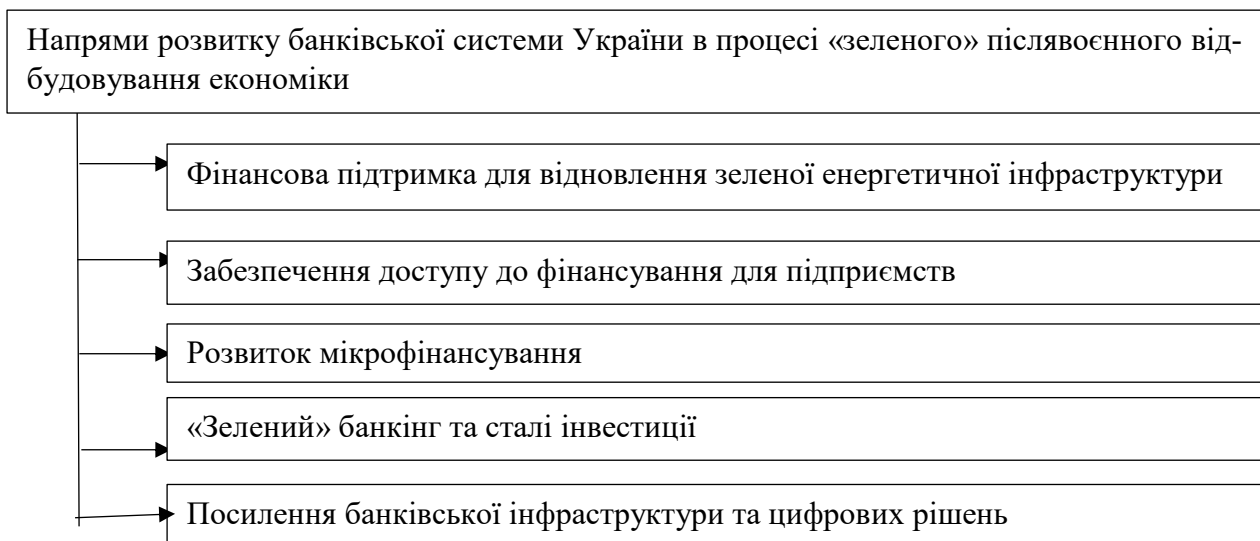 Напрями розвитку банківської системи України в процесі «зеленого» післявоєнного від-
будовування економіки
Фінансова підтримка для відновлення зеленої енергетичної інфраструктури
Забезпечення доступу до фінансування для підприємств
Розвиток мікрофінансування
«Зелений» банкінг та сталі інвестиції
Посилення банківської інфраструктури та цифрових рішень